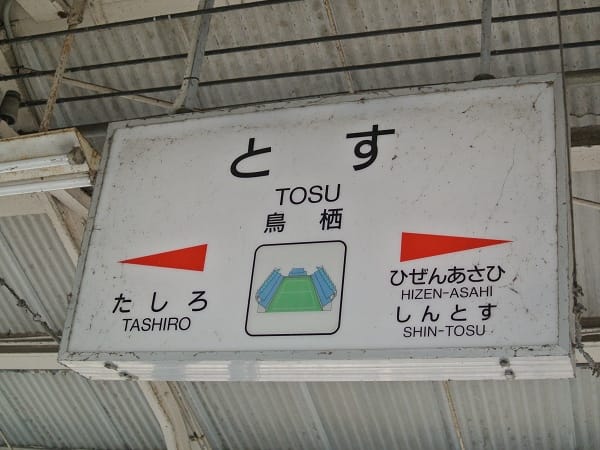 とす
TOSU
鳥栖
たしろ
TASHIRO
ひぜんあさひ
HIZEN-ASAHI
しんとす
SHIN-TOSU